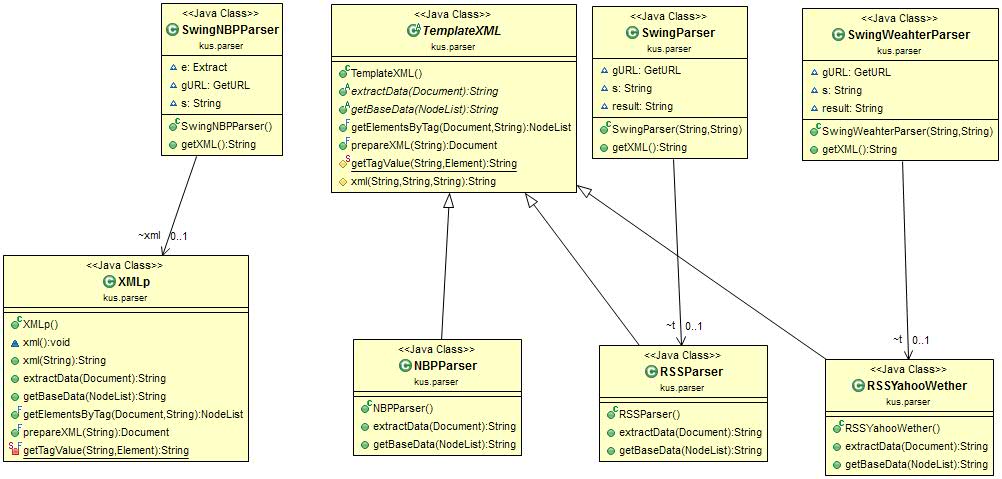 <<Java Class>>
SwingNBPParser
kus.parser
e: Extract
gURL: GetURL
s: String
SwingNBPParser()
getXML():String
<<Java Class>>
TemplateXML
kus.parser
TemplateXML()
extractData(Document):String
getBaseData(NodeList):String
getElementsByTag(Document,String):NodeList
prepareXML(String):Document
getTagValue(String,Element):String
xml(String,String,String):String
<<Java Class>>
SwingParser
kus.parser
gURL: GetURL
s: String
result: String
SwingParser(String,String)
getXML():String
<<Java Class>>
SwingWeahterParser
kus.parser
gURL: GetURL
s: String
result: String
SwingWeahterParser(String,String)
getXML():String
~xml 0..1
<<Java Class>>
XMLp
kus.parser
XMLp()
xml():void
xml(String):String
extractData(Document):String
getBaseData(NodeList):String
getElementsByTag(Document,String):NodeList
prepareXML(String):Document
getTagValue(String,Element):String
<<Java Class>>
NBPParser
kus.parser
NBPParser()
extractData(Document):String
getBaseData(NodeList):String
~t 0..1
<<Java Class>>
RSSParser
kus.parser
RSSParser()
extractData(Document):String
getBaseData(NodeList):String
~t 0..1
<<Java Class>>
RSSYahooWether
kus.parser
RSSYahooWether()
extractData(Document):String
getBaseData(NodeList):String